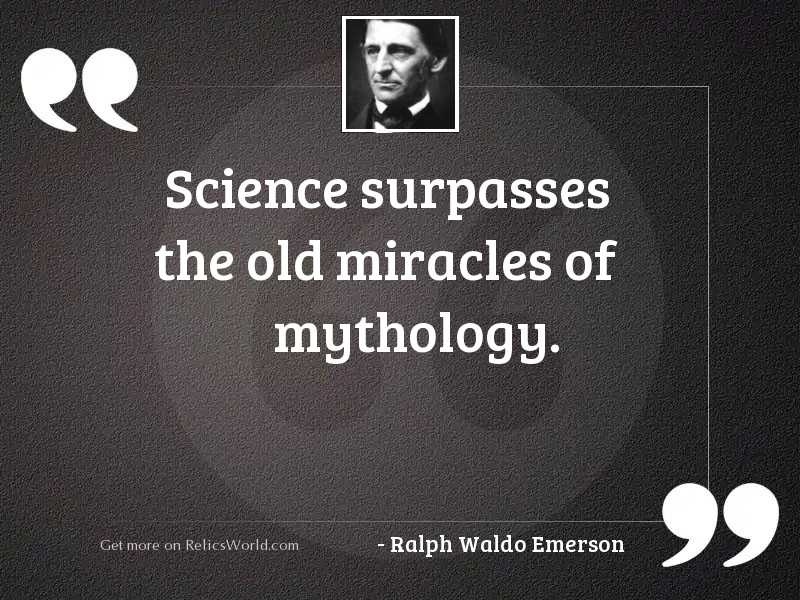 Science surpasses
the old miracles of
mythology.
Get more on RelicsWorld.com
- Ralph Waldo Emerson